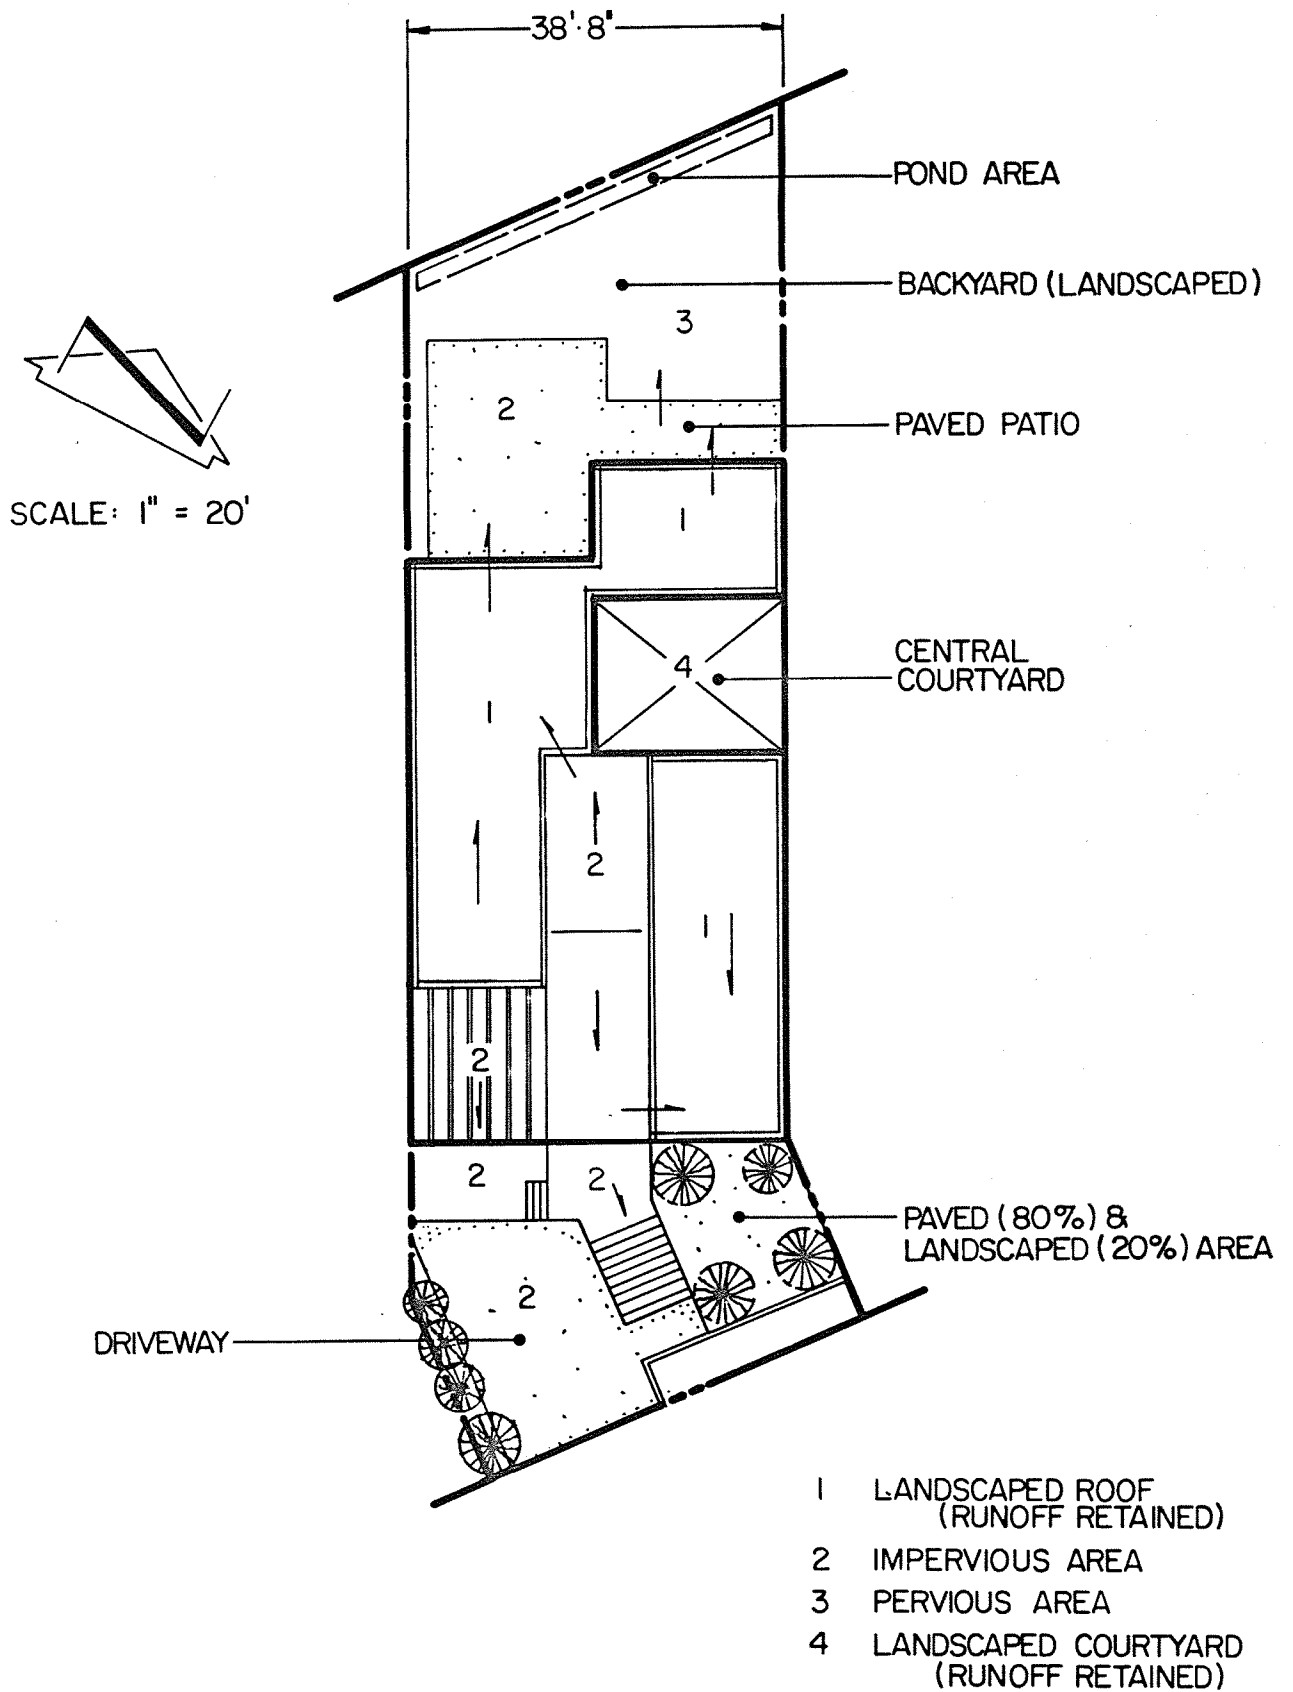 38'·8"
POND AREA
BACKYARD (LANDSCAPED)
3
2
PAVED PATIO
SCALE: 1" = 20'
1
CENTRAL
COURTYARD
4
1
2
1
2
2
2
PAVED (80%) &
LANDSCAPED (20%) AREA
2
DRIVEWAY
1 LANDSCAPED ROOF
(RUNOFF RETAINED)
2 IMPERVIOUS AREA
3 PERVIOUS AREA
4 LANDSCAPED COURTYARD
(RUNOFF RETAINED)